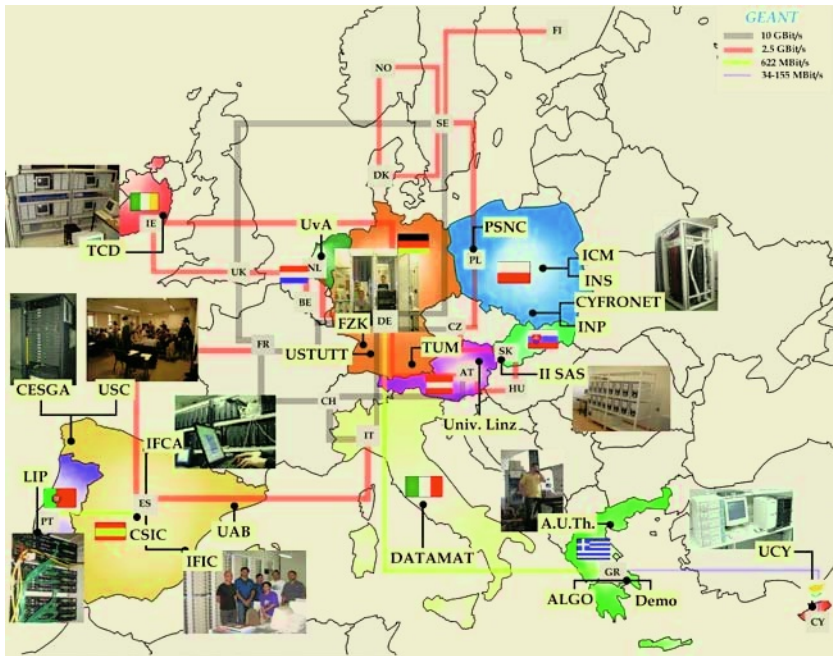 GEANT
10 GBit/s
2.5 GBit/s
622 MBit/s
34-155 MBit/s
FI
NO
SE
DK
IE
TCD
UvA
PSNC
PL
ICM
INS
UK
NL
BE
CYFRONET
INP
FZK
DE
CZ
USTUTT
TUM
FR
SK
AT
II SAS
HU
CESGA
USC
CH
Univ. Linz
IFCA
IT
LIP
ES
PT
CSIC
UAB
DATAMAT
A.U.Th.
IFIC
UCY
GR
ALGO
Demo
CY